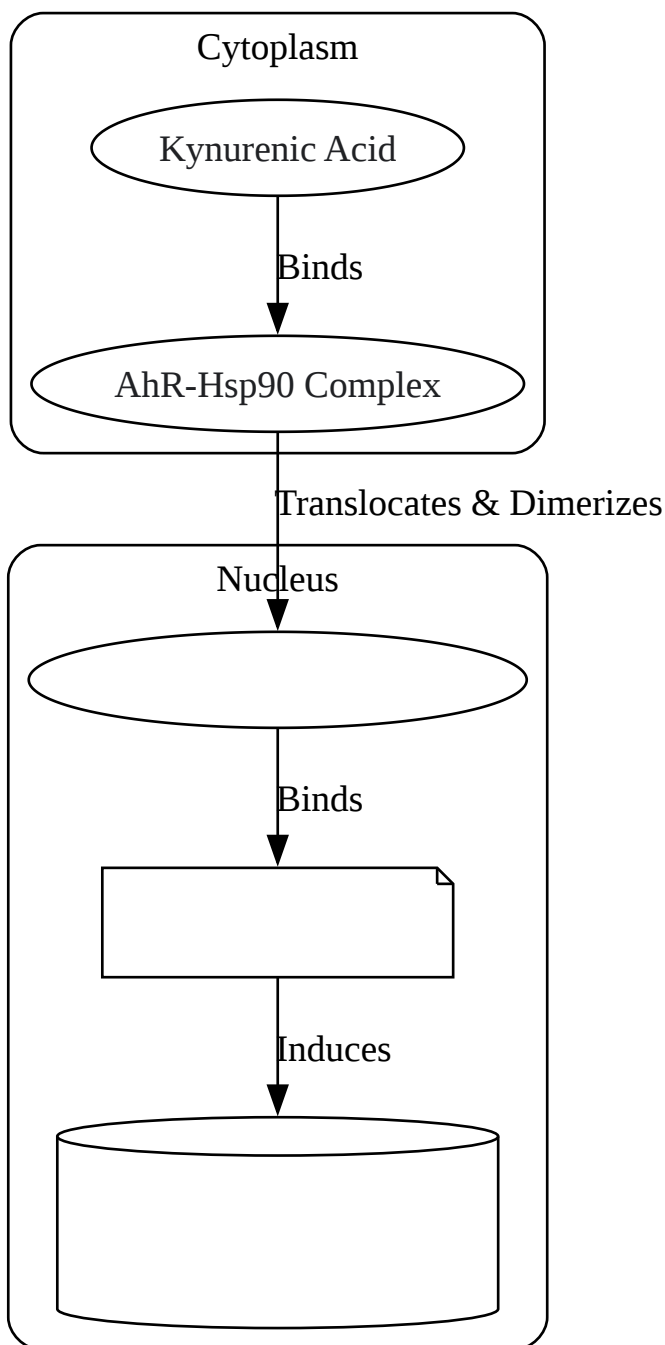 Cytoplasm
Kynurenic Acid
Binds
AhR-Hsp90 Complex
Translocates & Dimerizes
Nucleus
Binds
Induces